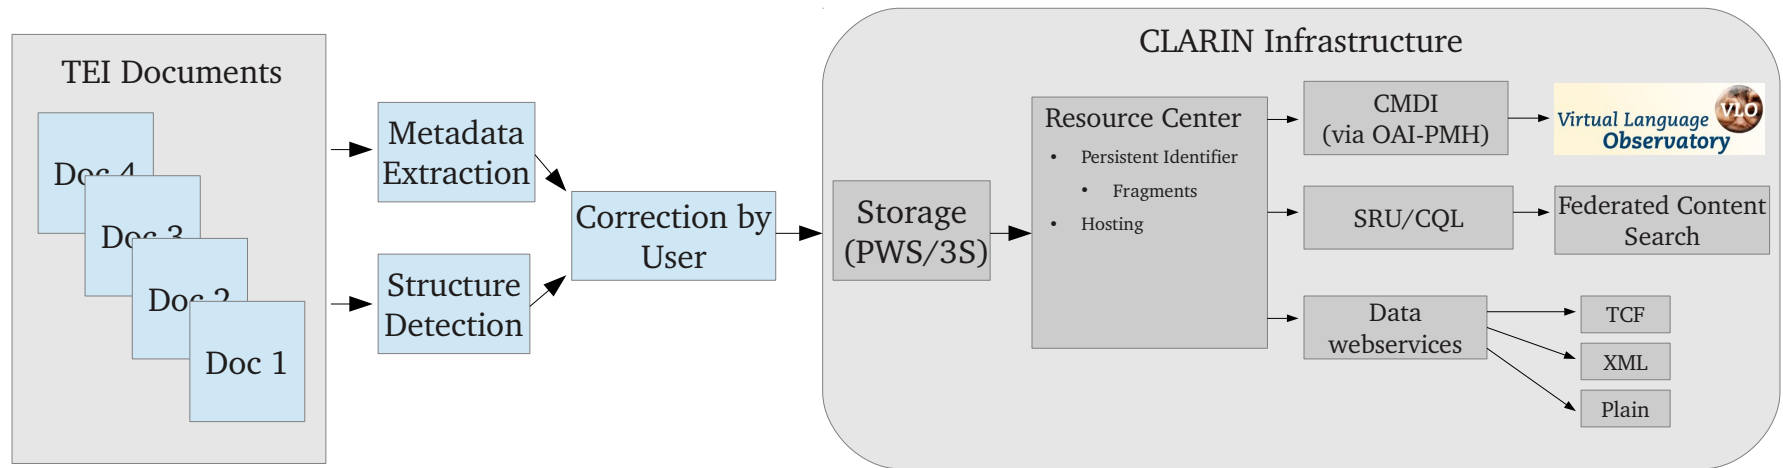 TEI Documents
Doc 4
Doc 3
Doc 2
Doc 1
Metadata
Extraction
Structure
Detection
Correction by
User
CLARIN Infrastructure
Storage
(PWS/3S)
Resource Center
• Persistent Identifier
• Fragments
• Hosting
CMDI
(via OAI-PMH)
VLO
Virtual Language
Observatory
SRU/CQL
Federated Content
Search
Data
webservices
TCF
XML
Plain